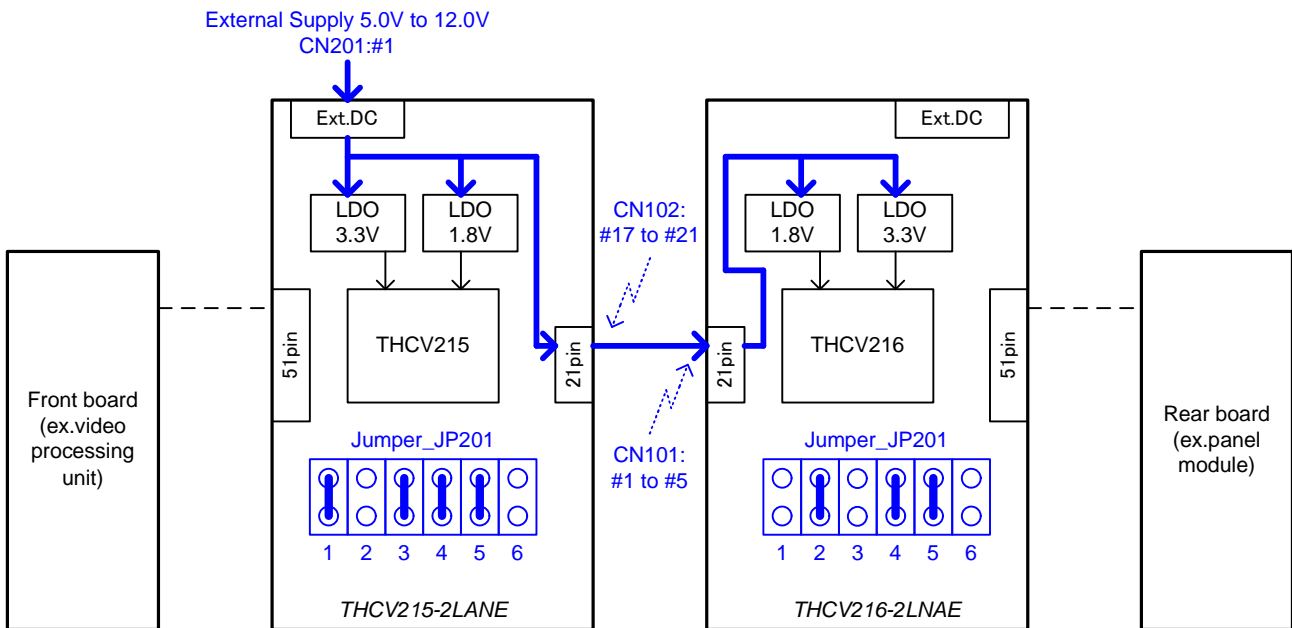 External Supply 5.0V to 12.0V
CN201:#1
Ext.DC
Ext.DC
LDO
3.3V
LDO
1.8V
CN102:
#17 to #21
LDO
1.8V
LDO
3.3V
51pin
THCV215
21pin
21pin
THCV216
51pin
Front board
(ex.video
processing
unit)
Rear board
(ex.panel
module)
Jumper_JP201
1 2 3 4 5 6
CN101:
#1 to #5
Jumper_JP201
1 2 3 4 5 6
THCV215-2LANE
THCV216-2LNAE